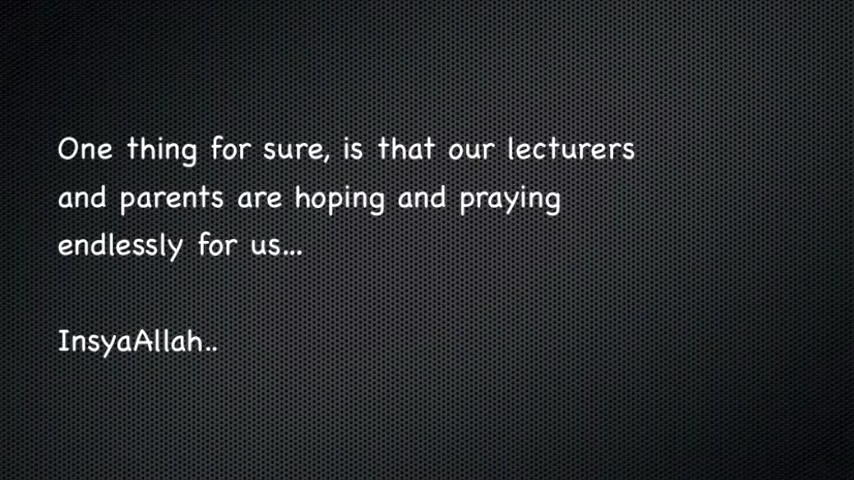 One thing for sure, is that our lecturers
and parents are hoping and praying
endlessly for us...
InsyaAllah..